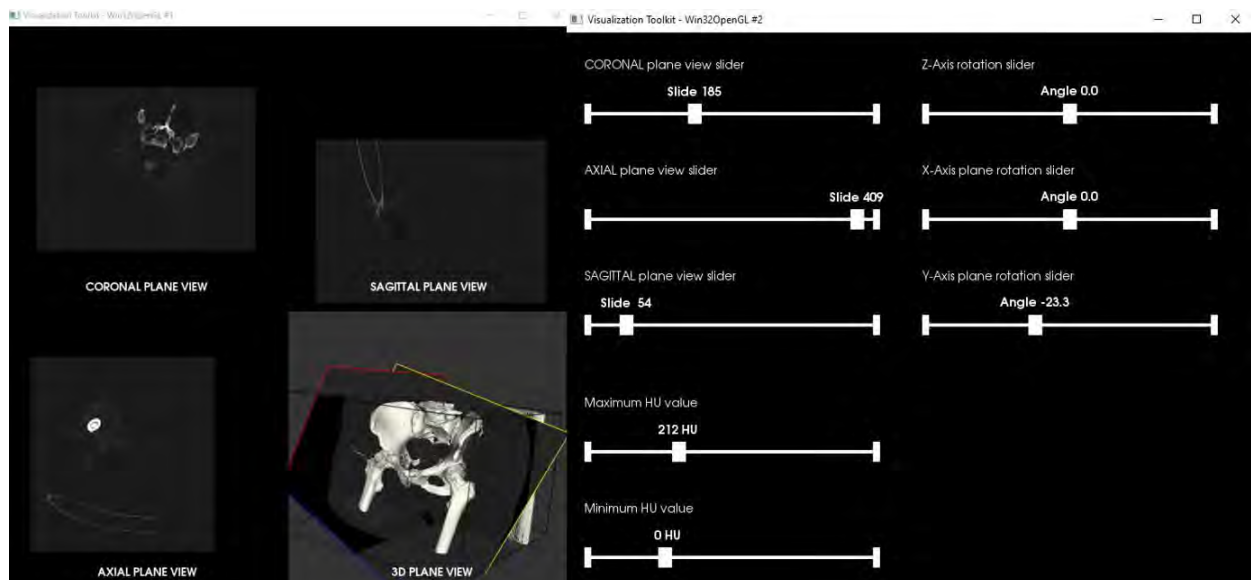 Visualization Toolkit - Win32OpenGL #1
CORONAL PLANE VIEW
SAGITTAL PLANE VIEW
AXIAL PLANE VIEW
3D PLANE VIEW
Visualization Toolkit - Win32OpenGL #2
CORONAL plane view slider
Slide 185
AXIAL plane view slider
Slide 409
SAGITTAL plane view slider
Slide 54
Maximum HU value
212 HU
Minimum HU value
0 HU
Z-Axis rotation slider
Angle 0.0
X-Axis plane rotation slider
Angle 0.0
Y-Axis plane rotation slider
Angle -23.3